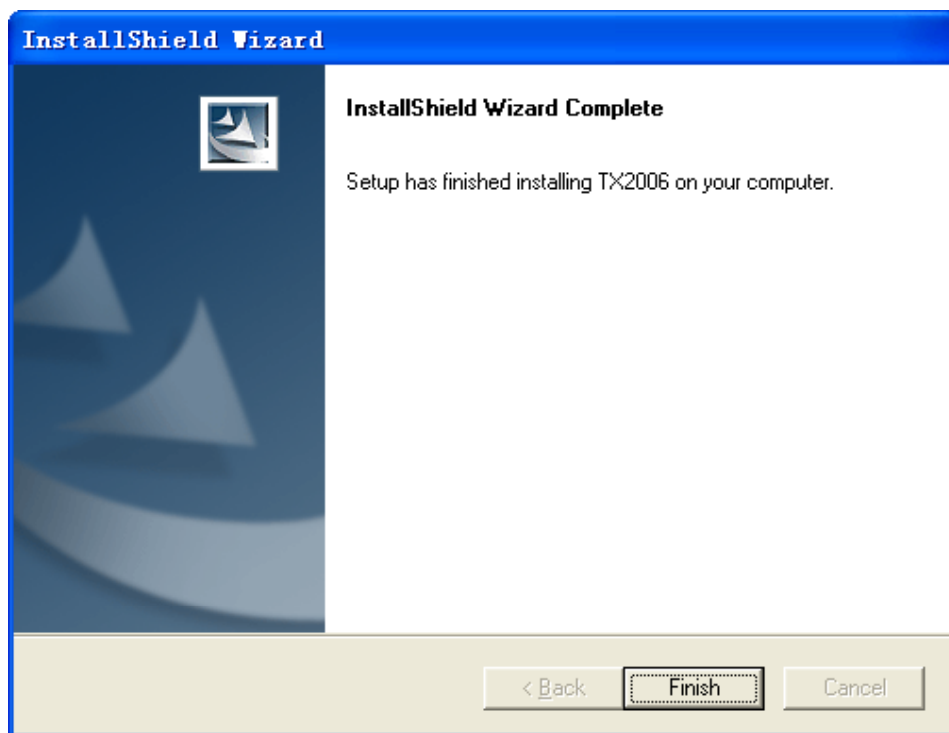 InstallShield Wizard
InstallShield Wizard Complete
Setup has finished installing TX2006 on your computer.
< Back
Finish
Cancel